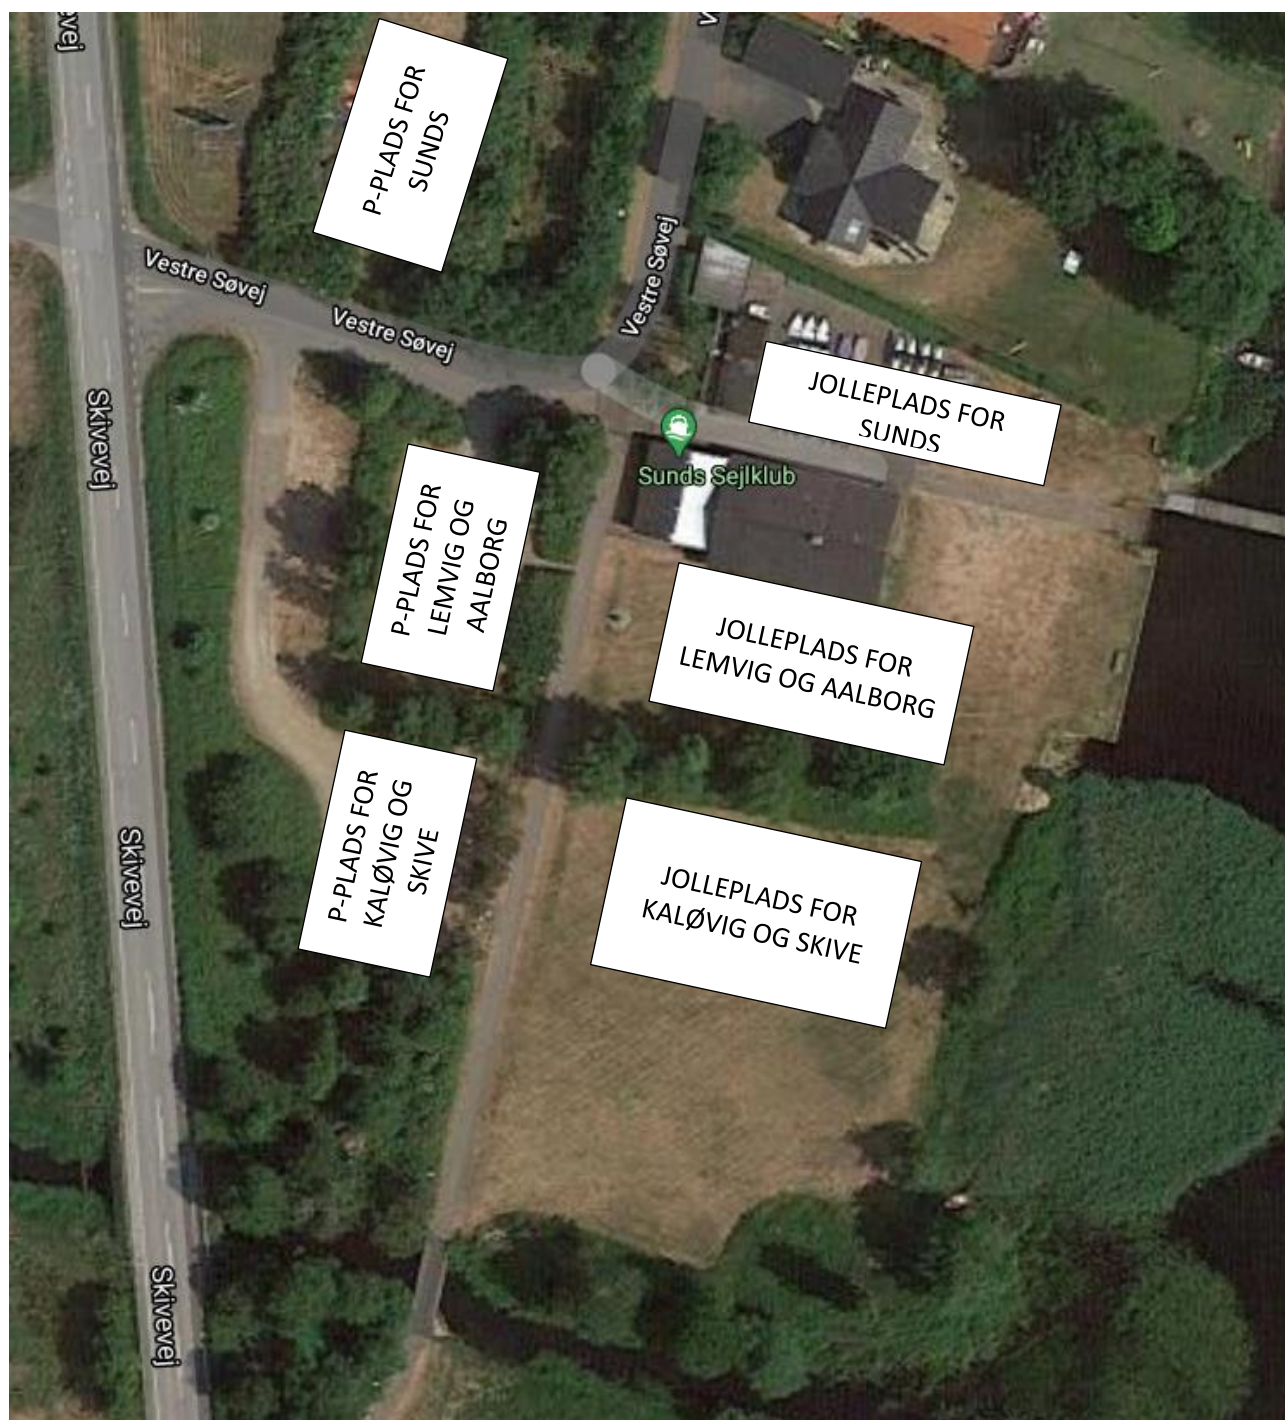 vej
V
P-PLADS FOR
SUNDS
Vestre Søvej
Vestre Søvej
Vestre Søvej
JOLLEPLADS FOR
SUNDS
Skivevej
Sunds Sejlklub
P-PLADS FOR
LEMVIG OG
AALBORG
JOLLEPLADS FOR
LEMVIG OG AALBORG
P-PLADS FOR
KALØVIG OG
SKIVE
JOLLEPLADS FOR
KALØVIG OG SKIVE
Skivevej
Skivevej